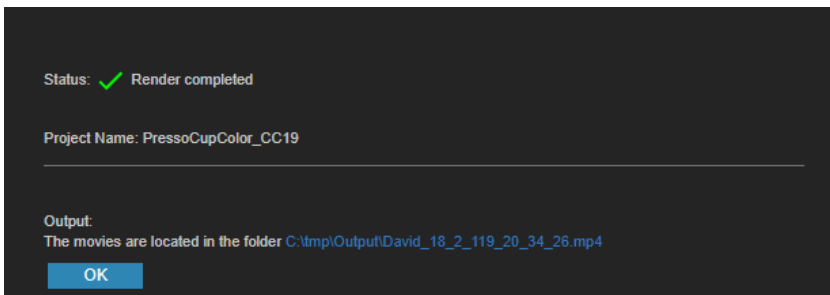 Status: Render completed
Project Name: PressoCupColor_CC19
Output:
The movies are located in the folder C:\tmp\Output\David_18_2_119_20_34_26.mp4
OK